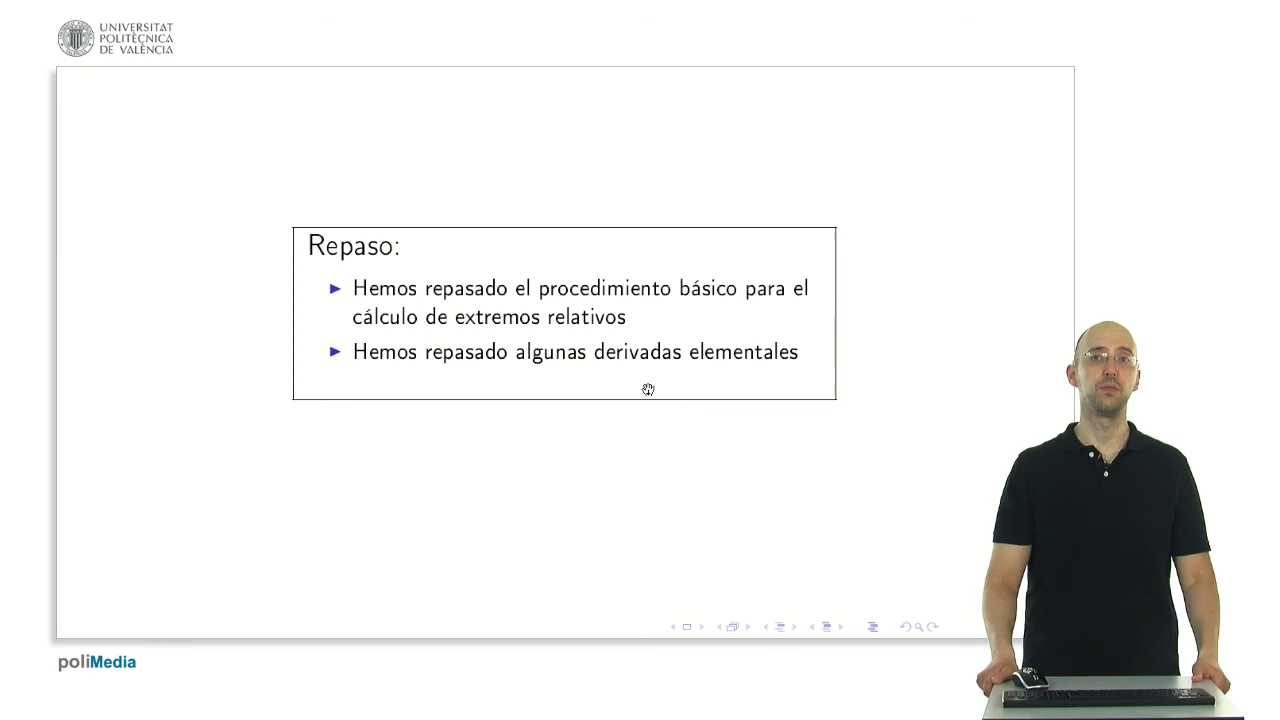 UNIVERSITAT
POLITÈCNICA
DE VALÈNCIA
Repaso:
Hemos repasado el procedimiento básico para el
cálculo de extremos relativos
Hemos repasado algunas derivadas elementales
poliMedia